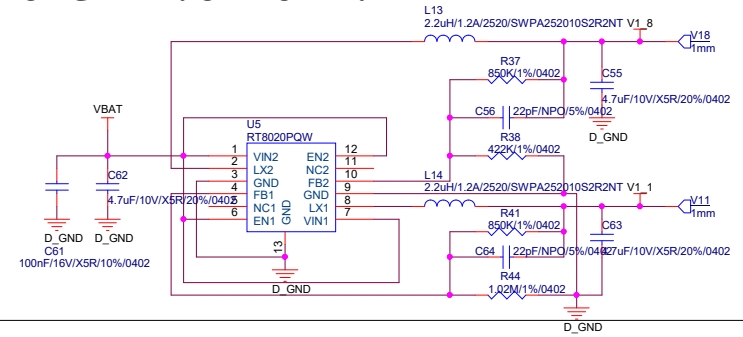 L13
2.2uH/1.2A/2520/SWPA252010S2R2NT V1_8
V18
1mm
R37
850K/1%/0402
C55
4.7uF/10V/X5R/20%/0402
C56 22pF/NPO/5%/0402
D_GND
R38
422K/1%/0402
VBAT
U5
RT8020PQW
1 VIN2 EN2 12
2 LX2 NC2 11
3 GND FB2 10
4 FB1 GND 9
5 NC1 LX1 8
6 EN1 VIN1 7
GND
13
D_GND
C62
4.7uF/10V/X5R/20%/0402
D_GND D_GND
C61
100nF/16V/X5R/10%/0402
L14
2.2uH/1.2A/2520/SWPA252010S2R2NT V1_1
V11
1mm
R41
850K/1%/0402
C63
4.7uF/10V/X5R/20%/0402
C64 22pF/NPO/5%/0402
R44
1.02M/1%/0402
D_GND